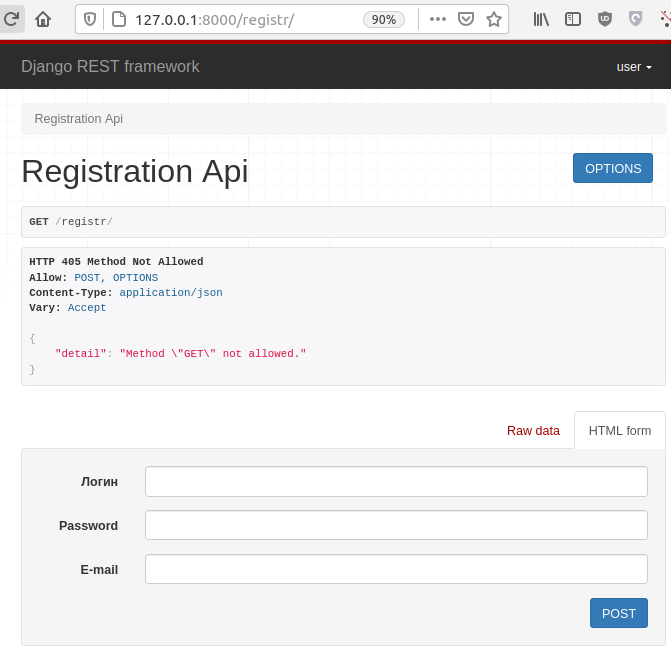 127.0.0.1:8000/registr/
90%
Django REST framework
user
Registration Api
Registration Api
OPTIONS
GET /registr/
HTTP 405 Method Not Allowed
Allow: POST, OPTIONS
Content-Type: application/json
Vary: Accept
{
"detail": "Method \"GET\" not allowed."
}
Raw data
HTML form
Логин
Password
E-mail
POST